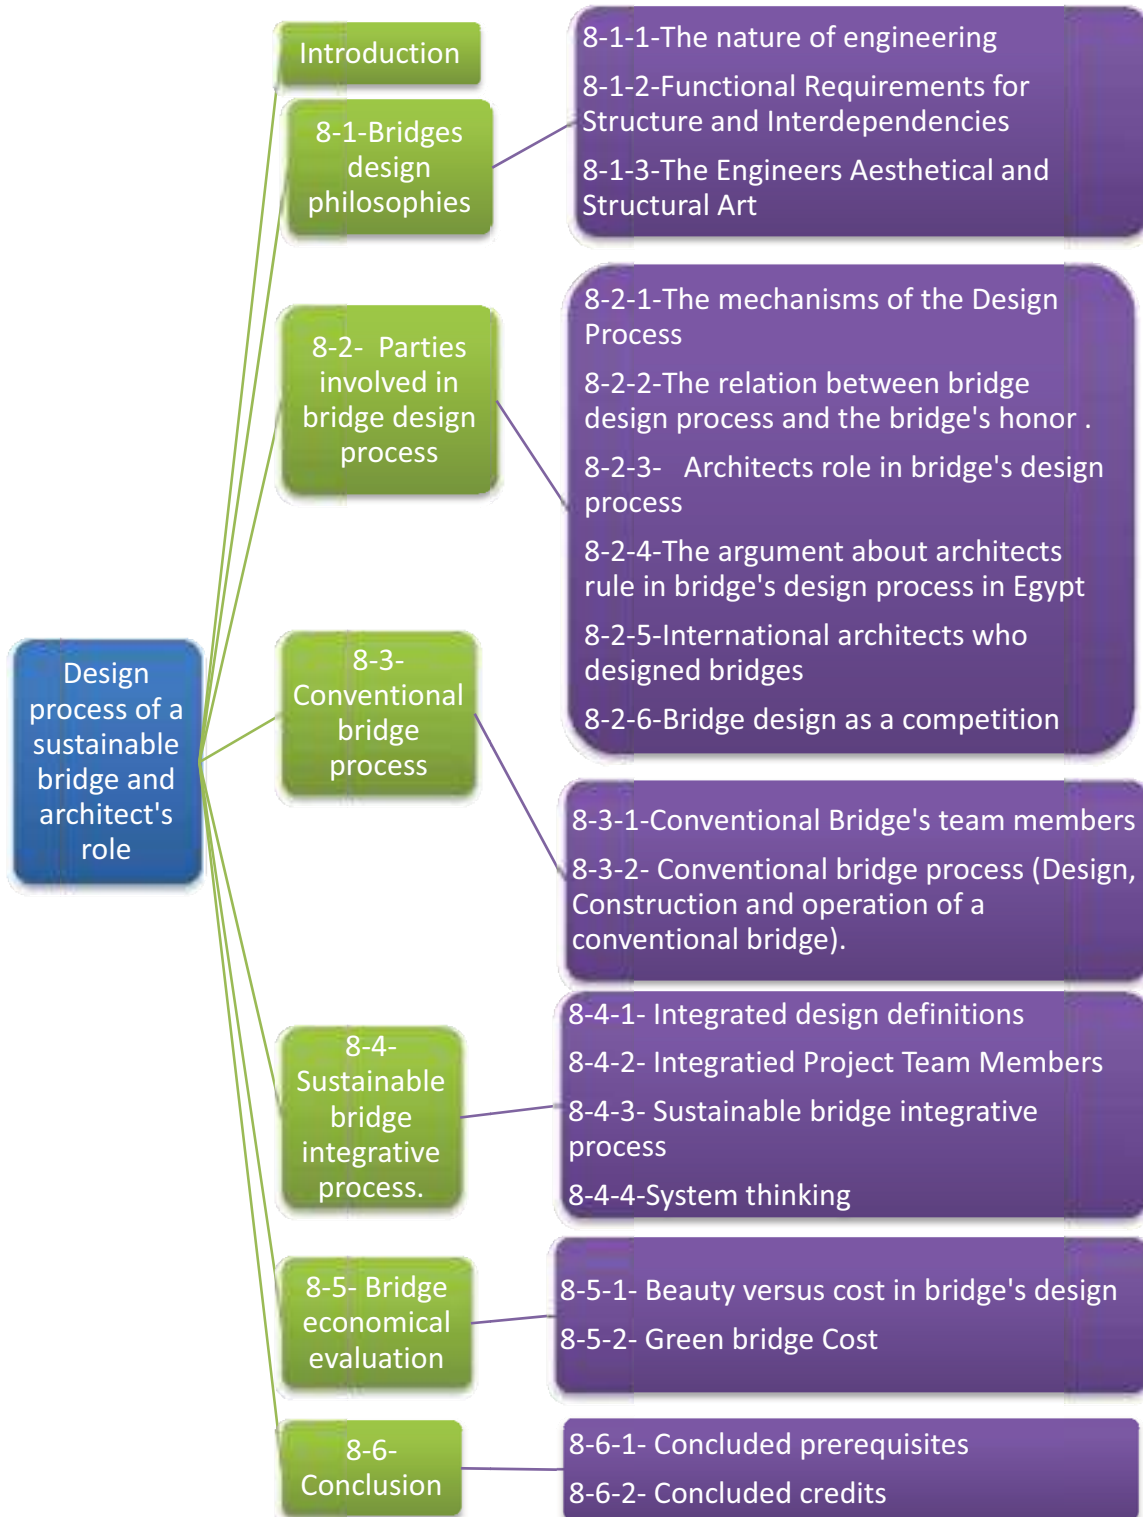 Introduction
8-1-Bridges
design
philosophies
8-1-1-The nature of engineering
8-1-2-Functional Requirements for
Structure and Interdependencies
8-1-3-The Engineers Aesthetical and
Structural Art
8-2- Parties
involved in
bridge design
process
8-2-1-The mechanisms of the Design
Process
8-2-2-The relation between bridge
design process and the bridge's honor .
8-2-3- Architects role in bridge's design
process
8-2-4-The argument about architects
rule in bridge's design process in Egypt
8-2-5-International architects who
designed bridges
8-2-6-Bridge design as a competition
Design
process of a
sustainable
bridge and
architect's
role
8-3-
Conventional
bridge
process
8-3-1-Conventional Bridge's team members
8-3-2- Conventional bridge process (Design,
Construction and operation of a
conventional bridge).
8-4-
Sustainable
bridge
integrative
process.
8-4-1- Integrated design definitions
8-4-2- Integratied Project Team Members
8-4-3- Sustainable bridge integrative
process
8-4-4-System thinking
8-5- Bridge
economical
evaluation
8-5-1- Beauty versus cost in bridge's design
8-5-2- Green bridge Cost
8-6-
Conclusion
8-6-1- Concluded prerequisites
8-6-2- Concluded credits